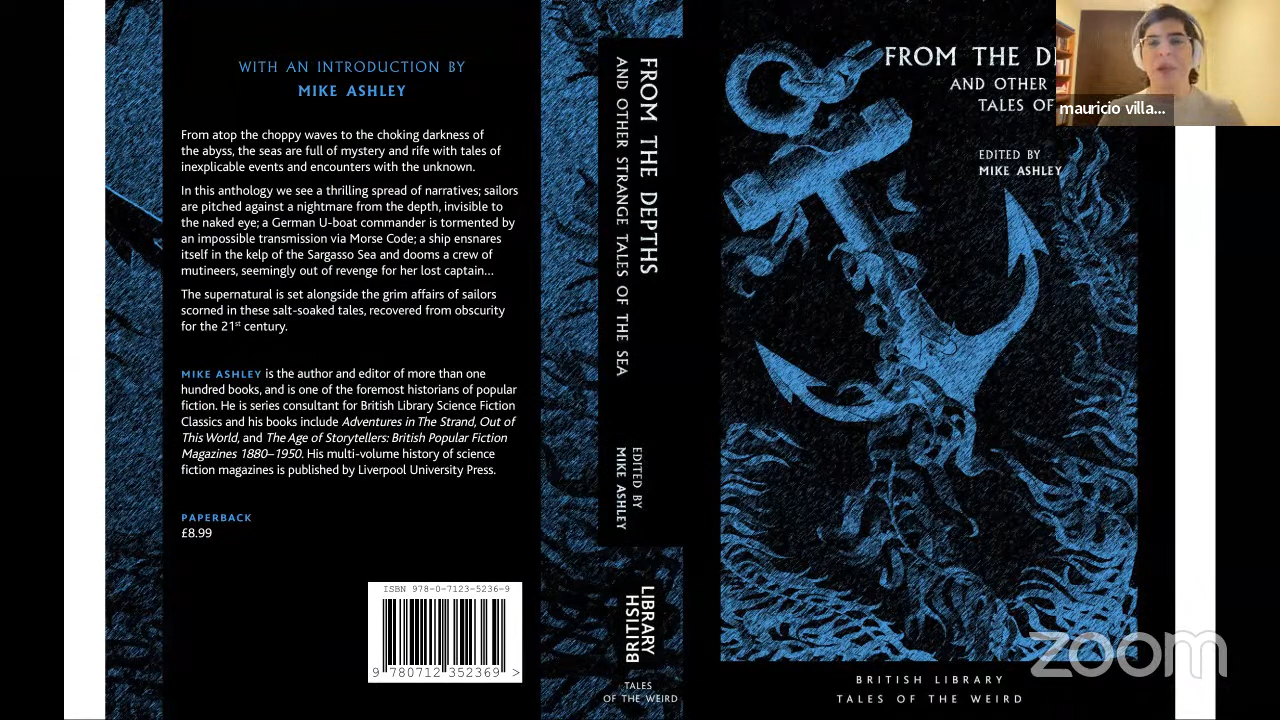 WITH AN INTRODUCTION BY
MIKE ASHLEY
From atop the choppy waves to the choking darkness of
the abyss, the seas are full of mystery and rife with tales of
inexplicable events and encounters with the unknown.
In this anthology we see a thrilling spread of narratives; sailors
are pitched against a nightmare from the depth, invisible to
the naked eye; a German U-boat commander is tormented by
an impossible transmission via Morse Code; a ship ensnares
itself in the kelp of the Sargasso Sea and dooms a crew of
mutineers, seemingly out of revenge for her lost captain...
The supernatural is set alongside the grim affairs of sailors
scorned in these salt-soaked tales, recovered from obscurity
for the 21st century.
MIKE ASHLEY is the author and editor of more than one
hundred books, and is one of the foremost historians of popular
fiction. He is series consultant for British Library Science Fiction
Classics and his books include Adventures in The Strand, Out of
This World, and The Age of Storytellers: British Popular Fiction
Magazines 1880–1950. His multi-volume history of science
fiction magazines is published by Liverpool University Press.
PAPERBACK
£8.99
ISBN 978-0-7123-5236-9
9 780712 352369 >
FROM THE DEPTHS
AND OTHER STRANGE TALES OF THE SEA
EDITED BY
MIKE ASHLEY
LIBRARY
BRITISH
TALES
OF THE WEIRD
FROM THE D
AND OTHER
TALES OF
EDITED BY
MIKE ASHLEY
BRITISH LIBRARY
TALES OF THE WEIRD
mauricio villa...
zoom